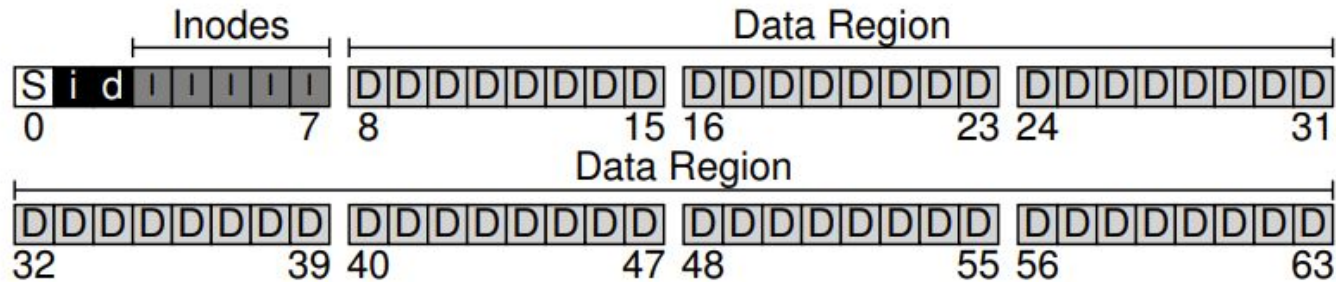 Inodes Data Region
S i d I I I I I D D D D D D D D D D D D D D D D D D D D D D D D
0 7 8 15 16 23 24 31
Data Region
D D D D D D D D D D D D D D D D D D D D D D D D D D D D D D D D
32 39 40 47 48 55 56 63